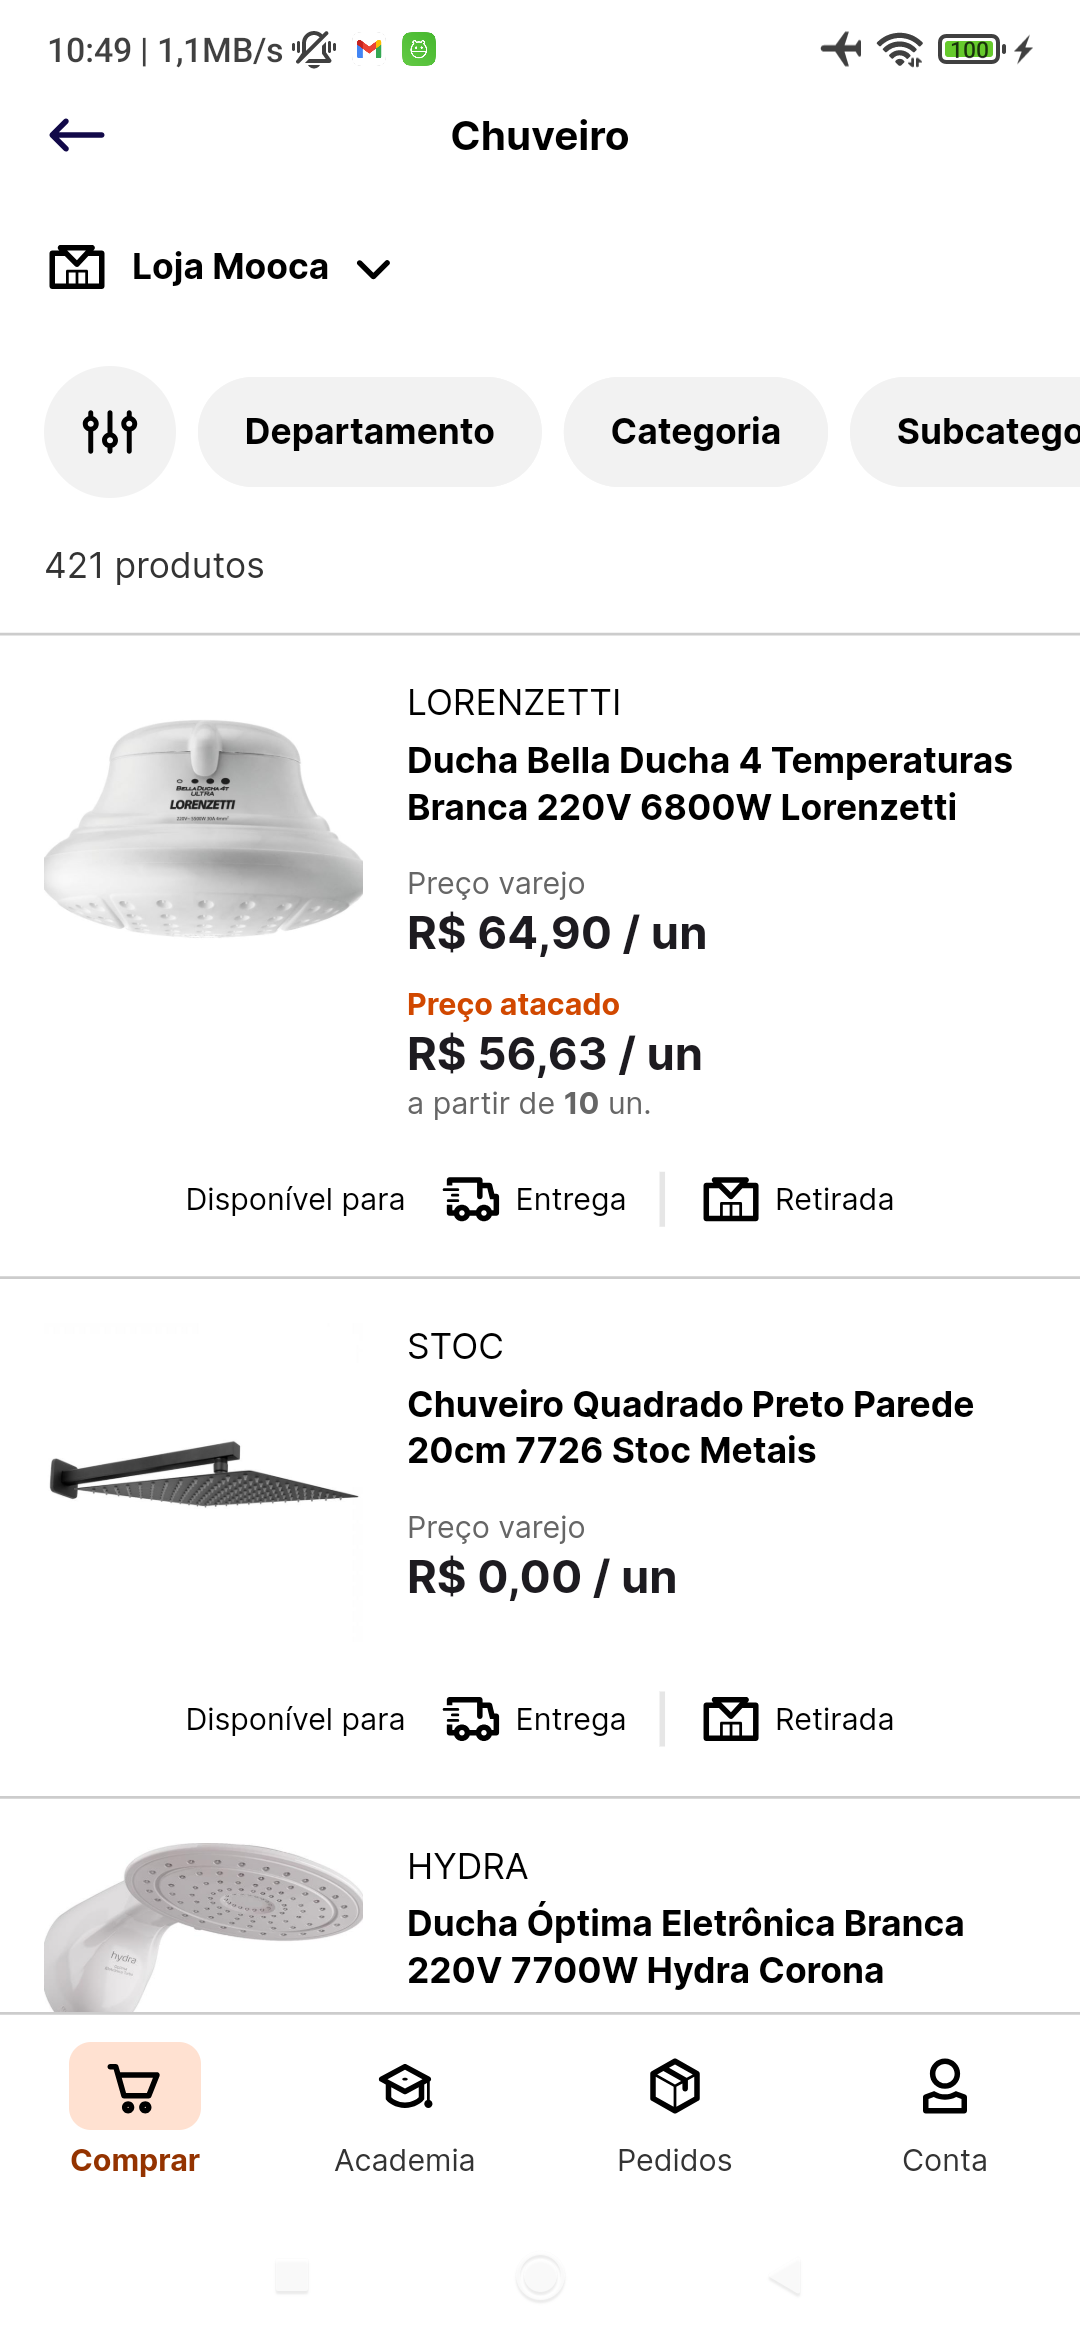 10:49 | 1,1MB/s
100
Chuveiro
Loja Mooca
Departamento
Categoria
Subcatego
421 produtos
BELLADUCHA 4T
ULTRA
LORENZETTI
LORENZETTI
Ducha Bella Ducha 4 Temperaturas
Branca 220V 6800W Lorenzetti
Preço varejo
R$ 64,90 / un
Preço atacado
R$ 56,63 / un
a partir de 10 un.
Disponível para
Entrega
Retirada
STOC
Chuveiro Quadrado Preto Parede
20cm 7726 Stoc Metais
Preço varejo
R$ 0,00 / un
Disponível para
Entrega
Retirada
hydra
HYDRA
Ducha Óptima Eletrônica Branca
220V 7700W Hydra Corona
Comprar
Academia
Pedidos
Conta